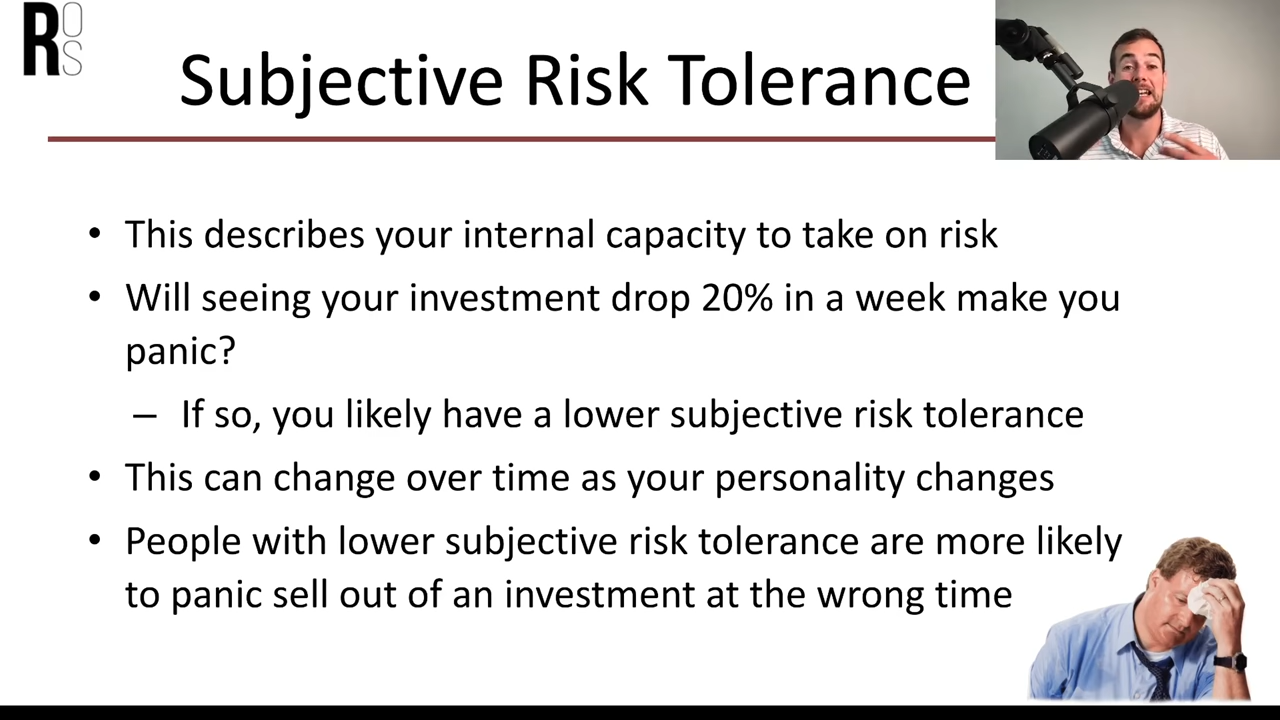 ROS
Subjective Risk Tolerance
• This describes your internal capacity to take on risk
• Will seeing your investment drop 20% in a week make you
panic?
– If so, you likely have a lower subjective risk tolerance
• This can change over time as your personality changes
• People with lower subjective risk tolerance are more likely
to panic sell out of an investment at the wrong time